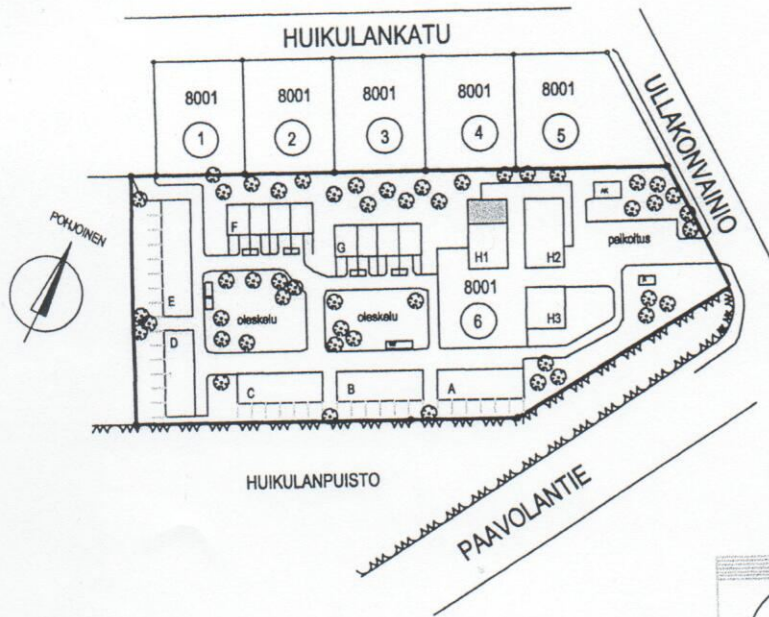 HUIKULANKATU
ULLAKONVAINIO
8001
8001
8001
8001
8001
1
2
3
4
5
POHJOINEN
F
G
AK
paikoitus
H1
H2
E
oleskelu
oleskelu
8001
6
H3
D
C
B
A
HUIKULANPUISTO
PAAVOLANTIE